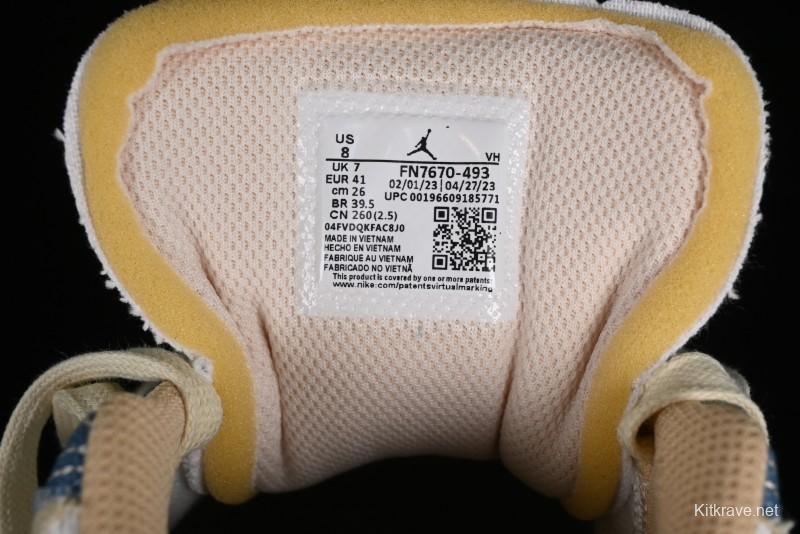 US
8
VH
UK 7
FN7670-493
EUR 41
02/01/23 | 04/27/23
cm 26
UPC 00196609185771
BR 39.5
CN 260(2.5)
04FVDQKFAC8J0
MADE IN VIETNAM
HECHO EN VIETNAM
FABRIQUÉ AU VIETNAM
FABRICADO NO VIETNÃ
This product is covered by one or more patents:
www.nike.com/patentsvirtualmarking
Kitkrave.net